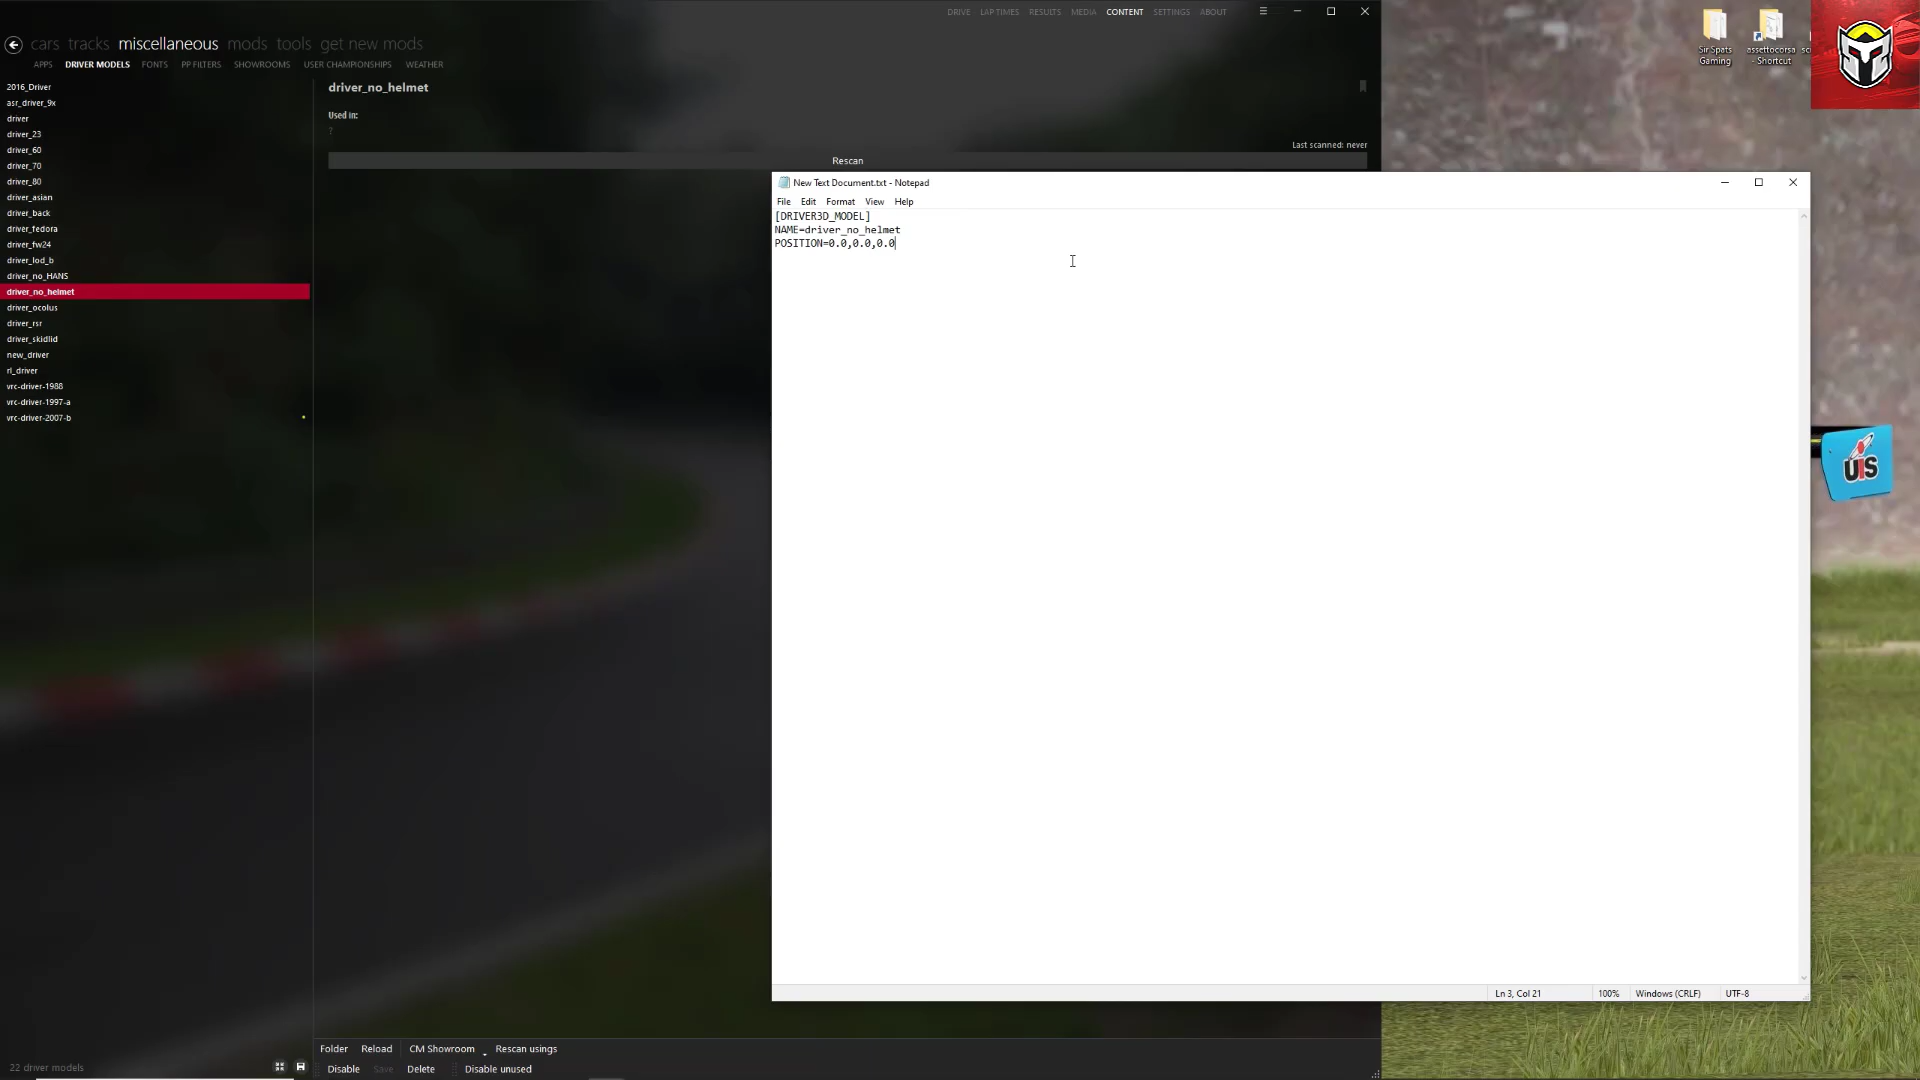 DRIVE LAP TIMES RESULTS MEDIA CONTENT SETTINGS ABOUT
cars tracks miscellaneous mods tools get new mods
APPS DRIVER MODELS FONTS PP FILTERS SHOWROOMS USER CHAMPIONSHIPS WEATHER
2016_Driver
asr_driver_9x
driver
driver_23
driver_60
driver_70
driver_80
driver_asian
driver_back
driver_fedora
driver_fw24
driver_lod_b
driver_no_HANS
driver_no_helmet
driver_ocolus
driver_rsr
driver_skidlid
new_driver
rl_driver
vrc-driver-1988
vrc-driver-1997-a
vrc-driver-2007-b
22 driver models
driver_no_helmet
Used in:
?
Last scanned: never
Rescan
New Text Document.txt - Notepad
File Edit Format View Help
[DRIVER3D_MODEL]
NAME=driver_no_helmet
POSITION=0.0,0.0,0.0
Ln 3, Col 21 100% Windows (CRLF) UTF-8
Folder Reload CM Showroom Rescan usings
Disable Save Delete Disable unused
Sir Spats
Gaming
assettocorsa
- Shortcut
UIS